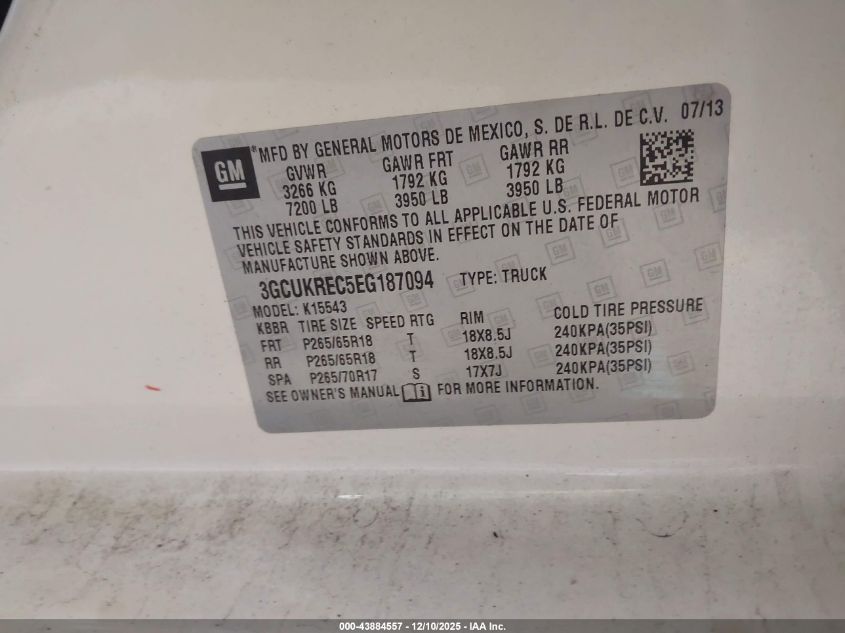 GM
MFD BY GENERAL MOTORS DE MEXICO, S. DE R.L. DE C.V. 07/13
GVWR GAWR FRT GAWR RR
3266 KG 1792 KG 1792 KG
7200 LB 3950 LB 3950 LB
THIS VEHICLE CONFORMS TO ALL APPLICABLE U.S. FEDERAL MOTOR
VEHICLE SAFETY STANDARDS IN EFFECT ON THE DATE OF
MANUFACTURE SHOWN ABOVE.
3GCUKREC5EG187094 TYPE: TRUCK
MODEL: K15543
KBBR TIRE SIZE SPEED RTG RIM COLD TIRE PRESSURE
FRT P265/65R18 T 18X8.5J 240KPA(35PSI)
RR P265/65R18 T 18X8.5J 240KPA(35PSI)
SPA P265/70R17 S 17X7J 240KPA(35PSI)
SEE OWNER'S MANUAL FOR MORE INFORMATION.
000-43884557 - 12/10/2025 - IAA Inc.